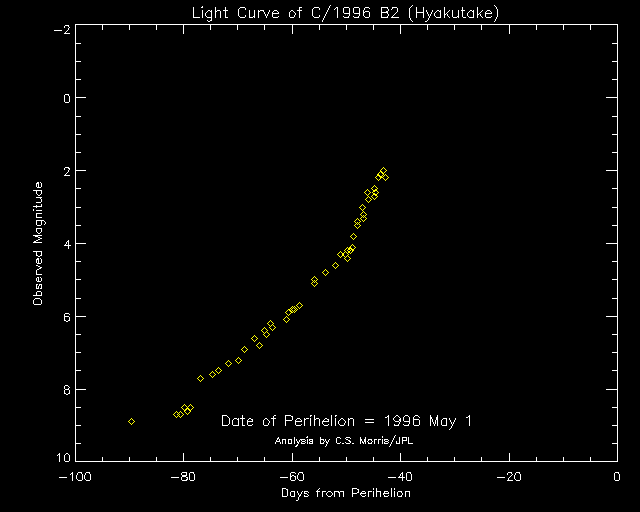 Light Curve of C/1996 B2 (Hyakutake)
-2
0
2
4
6
8
10
Observed Magnitude
Date of Perihelion = 1996 May 1
Analysis by C.S. Morris/JPL
-100 -80 -60 -40 -20 0
Days from Perihelion